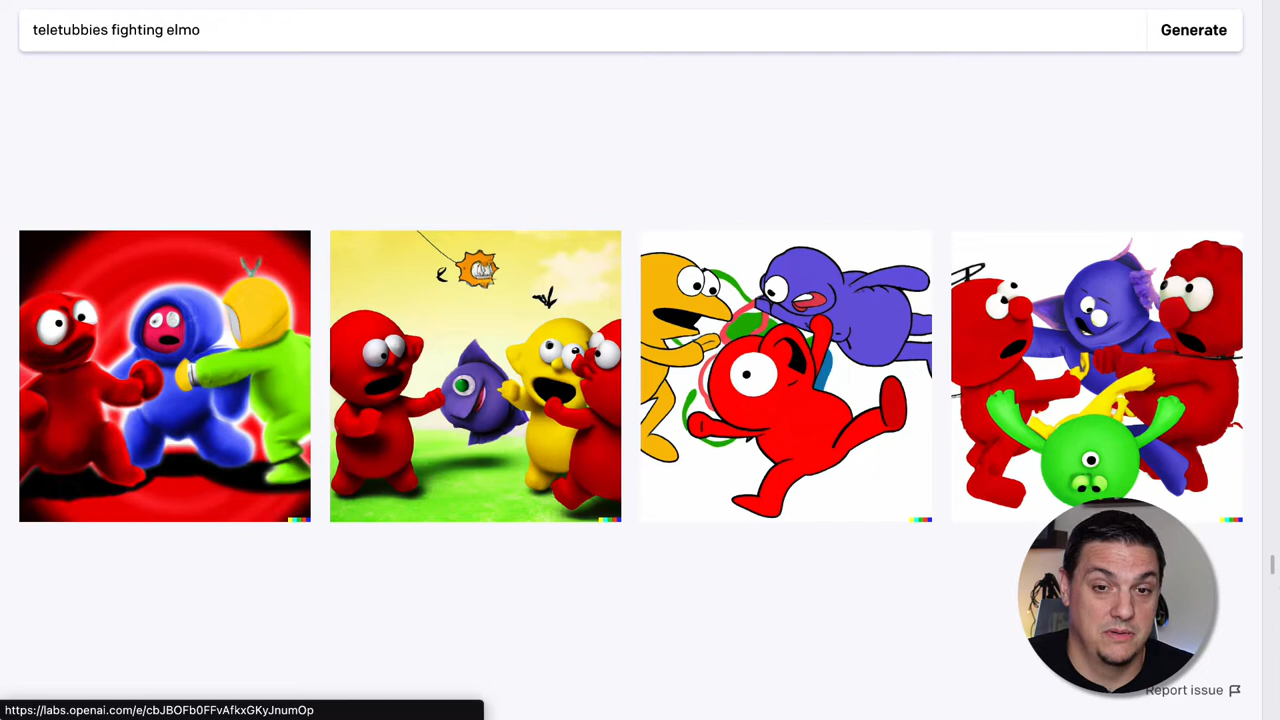 teletubbies fighting elmo
Generate
Report issue
https://labs.openai.com/e/cbJBOFb0FFvAfkxGKyJnumOp